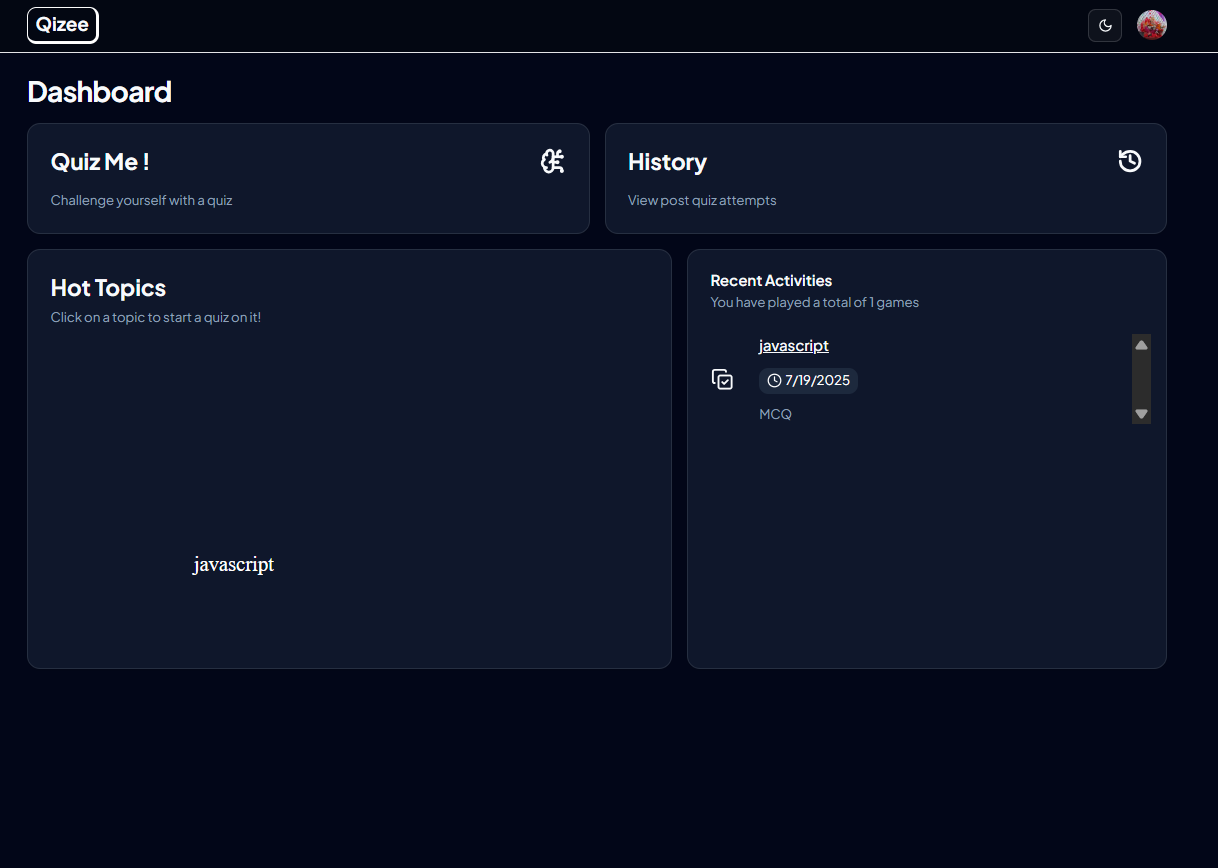 Qizee
Dashboard
Quiz Me !
Challenge yourself with a quiz
History
View post quiz attempts
Hot Topics
Click on a topic to start a quiz on it!
javascript
Recent Activities
You have played a total of 1 games
javascript
7/19/2025
MCQ